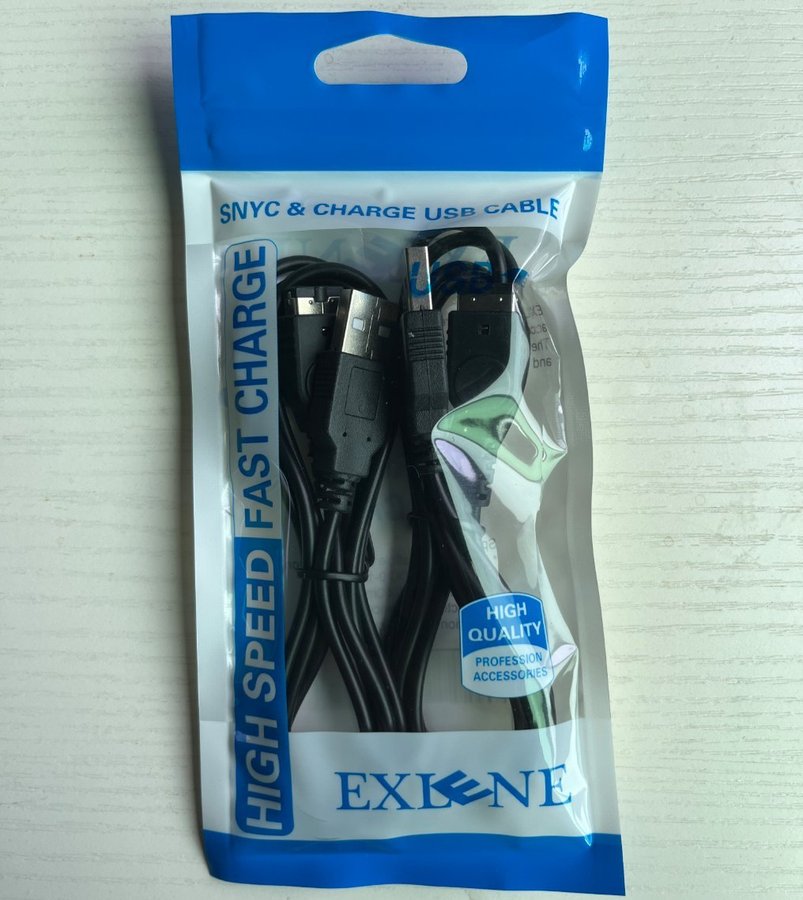 SNYC & CHARGE USB CABLE
HIGH SPEED FAST CHARGE
HIGH
QUALITY
PROFESSION
ACCESSORIES
EXLENE